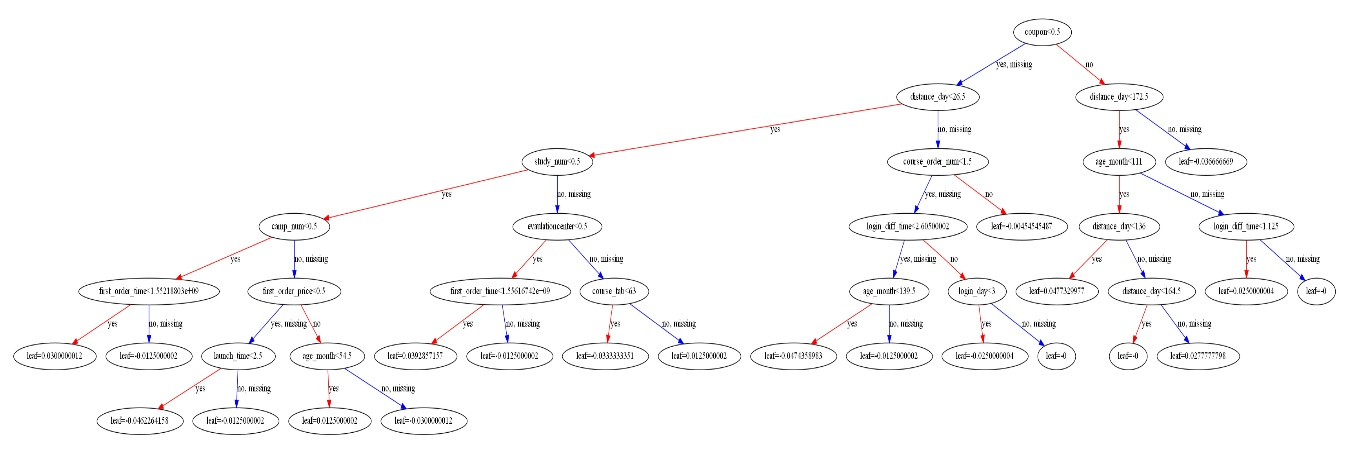 coupon<0.5
yes, missing
no
distance_day<26.5
distance_day<172.5
yes
no, missing
yes
no, missing
study_num<0.5
course_order_num<1.5
age_month<111
leaf=-0.036666669
yes
no, missing
yes, missing
no
yes
no, missing
camp_num<0.5
evatlationcenter<0.5
login_diff_time<2.60500002
leaf=-0.00454545487
distance_day<136
login_diff_time<1.125
yes
no, missing
yes
no, missing
yes, missing
no
yes
no, missing
yes
no, missing
first_order_time<1.55218803e+09
first_order_price<0.5
first_order_time<1.55616742e+09
course_tab<63
age_month<139.5
login_day<3
leaf=0.0477329977
distance_day<164.5
leaf=0.0250000004
leaf=-0
yes
no, missing
yes, missing
no
yes
no, missing
yes
no, missing
yes
no, missing
yes
no, missing
yes
no, missing
leaf=0.0300000012
leaf=-0.0125000002
launch_time<2.5
age_month<54.5
leaf=0.0392857157
leaf=-0.0125000002
leaf=-0.0333333351
leaf=0.0125000002
leaf=-0.0474358983
leaf=-0.0125000002
leaf=-0.0250000004
leaf=-0
leaf=-0
leaf=0.0277777798
yes
no, missing
yes
no, missing
leaf=-0.0462264158
leaf=-0.0125000002
leaf=0.0125000002
leaf=-0.0300000012